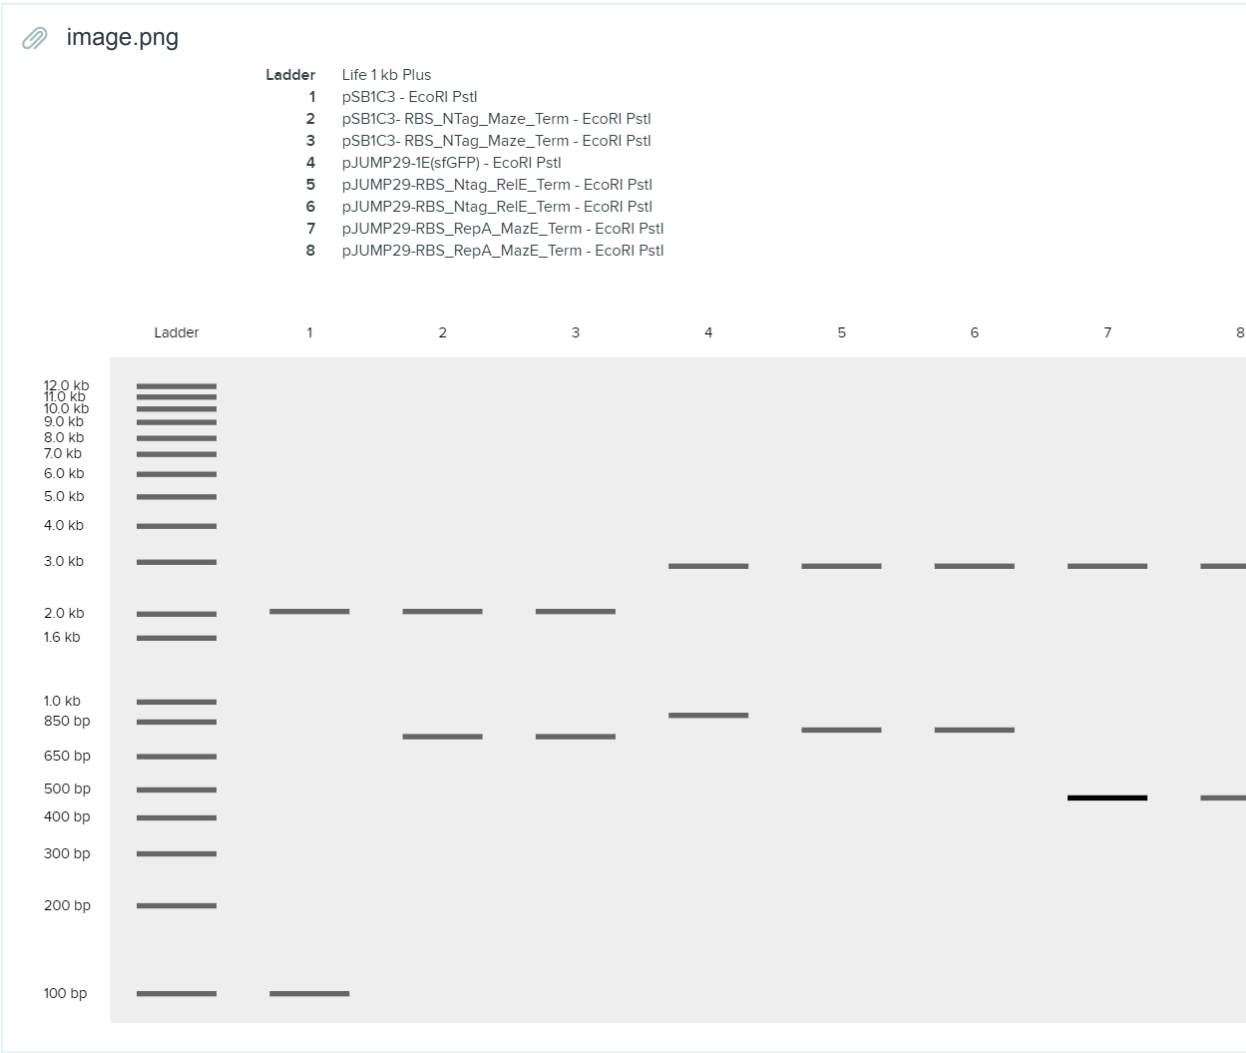 image.png
Ladder Life 1 kb Plus
1 pSB1C3 - EcoRI PstI
2 pSB1C3- RBS_NTag_Maze_Term - EcoRI PstI
3 pSB1C3- RBS_NTag_Maze_Term - EcoRI PstI
4 pJUMP29-1E(sfGFP) - EcoRI PstI
5 pJUMP29-RBS_Ntag_RelE_Term - EcoRI PstI
6 pJUMP29-RBS_Ntag_RelE_Term - EcoRI PstI
7 pJUMP29-RBS_RepA_MazE_Term - EcoRI PstI
8 pJUMP29-RBS_RepA_MazE_Term - EcoRI PstI
Ladder 1 2 3 4 5 6 7 8
12.0 kb
11.0 kb
10.0 kb
9.0 kb
8.0 kb
7.0 kb
6.0 kb
5.0 kb
4.0 kb
3.0 kb
2.0 kb
1.6 kb
1.0 kb
850 bp
650 bp
500 bp
400 bp
300 bp
200 bp
100 bp